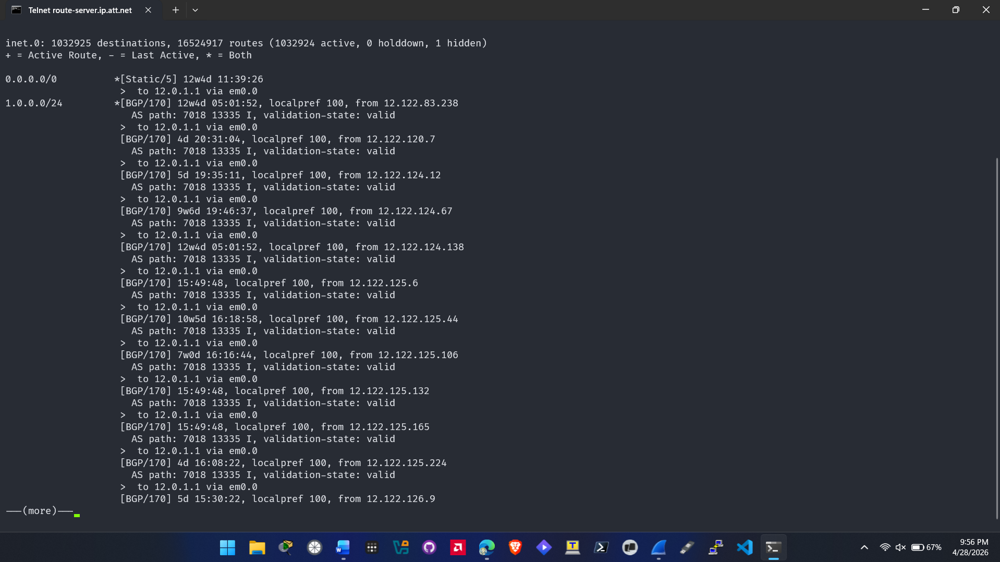 Telnet route-server.ip.att.net
inet.0: 1032925 destinations, 16524917 routes (1032924 active, 0 holddown, 1 hidden)
+ = Active Route, - = Last Active, * = Both
0.0.0.0/0          *[Static/5] 12w4d 11:39:26
                    >  to 12.0.1.1 via em0.0
1.0.0.0/24         *[BGP/170] 12w4d 05:01:52, localpref 100, from 12.122.83.238
                      AS path: 7018 13335 I, validation-state: valid
                    >  to 12.0.1.1 via em0.0
                    [BGP/170] 4d 20:31:04, localpref 100, from 12.122.120.7
                      AS path: 7018 13335 I, validation-state: valid
                    >  to 12.0.1.1 via em0.0
                    [BGP/170] 5d 19:35:11, localpref 100, from 12.122.124.12
                      AS path: 7018 13335 I, validation-state: valid
                    >  to 12.0.1.1 via em0.0
                    [BGP/170] 9w6d 19:46:37, localpref 100, from 12.122.124.67
                      AS path: 7018 13335 I, validation-state: valid
                    >  to 12.0.1.1 via em0.0
                    [BGP/170] 12w4d 05:01:52, localpref 100, from 12.122.124.138
                      AS path: 7018 13335 I, validation-state: valid
                    >  to 12.0.1.1 via em0.0
                    [BGP/170] 15:49:48, localpref 100, from 12.122.125.6
                      AS path: 7018 13335 I, validation-state: valid
                    >  to 12.0.1.1 via em0.0
                    [BGP/170] 10w5d 16:18:58, localpref 100, from 12.122.125.44
                      AS path: 7018 13335 I, validation-state: valid
                    >  to 12.0.1.1 via em0.0
                    [BGP/170] 7w0d 16:16:44, localpref 100, from 12.122.125.106
                      AS path: 7018 13335 I, validation-state: valid
                    >  to 12.0.1.1 via em0.0
                    [BGP/170] 15:49:48, localpref 100, from 12.122.125.132
                      AS path: 7018 13335 I, validation-state: valid
                    >  to 12.0.1.1 via em0.0
                    [BGP/170] 15:49:48, localpref 100, from 12.122.125.165
                      AS path: 7018 13335 I, validation-state: valid
                    >  to 12.0.1.1 via em0.0
                    [BGP/170] 4d 16:08:22, localpref 100, from 12.122.125.224
                      AS path: 7018 13335 I, validation-state: valid
                    >  to 12.0.1.1 via em0.0
                    [BGP/170] 5d 15:30:22, localpref 100, from 12.122.126.9
---(more)---
67%
9:56 PM
4/28/2026